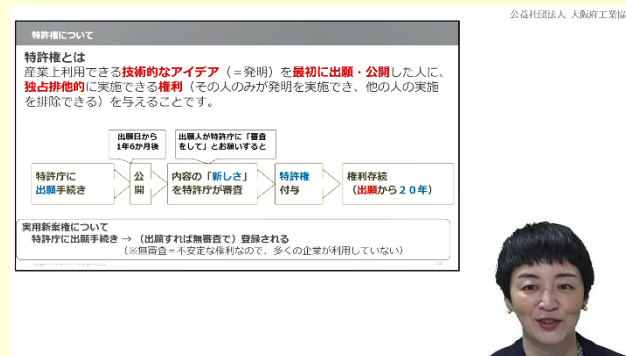 公益社団法人 大阪府工業協
特許権について
特許権とは
産業上利用できる技術的なアイデア（＝発明）を最初に出願・公開した人に、
独占排他的に実施できる権利（その人のみが発明を実施でき、他の人の実施
を排除できる）を与えることです。
出願日から
1年6か月後
出願人が特許庁に「審査
をして」とお願いすると
特許庁に
出願手続き
公
開
内容の「新しさ」
を特許庁が審査
特許権
付与
権利存続
（出願から２０年）
実用新案権について
特許庁に出願手続き → （出願すれば無審査で）登録される
（※無審査＝不安定な権利なので、多くの企業が利用していない）